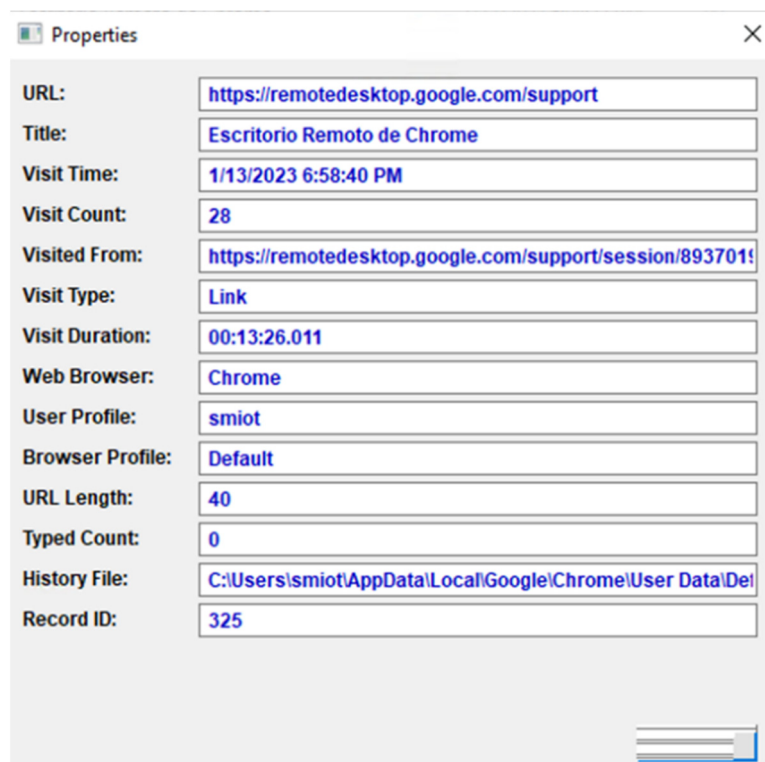 Properties
URL: https://remotedesktop.google.com/support
Title: Escritorio Remoto de Chrome
Visit Time: 1/13/2023 6:58:40 PM
Visit Count: 28
Visited From: https://remotedesktop.google.com/support/session/8937019
Visit Type: Link
Visit Duration: 00:13:26.011
Web Browser: Chrome
User Profile: smiot
Browser Profile: Default
URL Length: 40
Typed Count: 0
History File: C:\Users\smiot\AppData\Local\Google\Chrome\User Data\Def
Record ID: 325